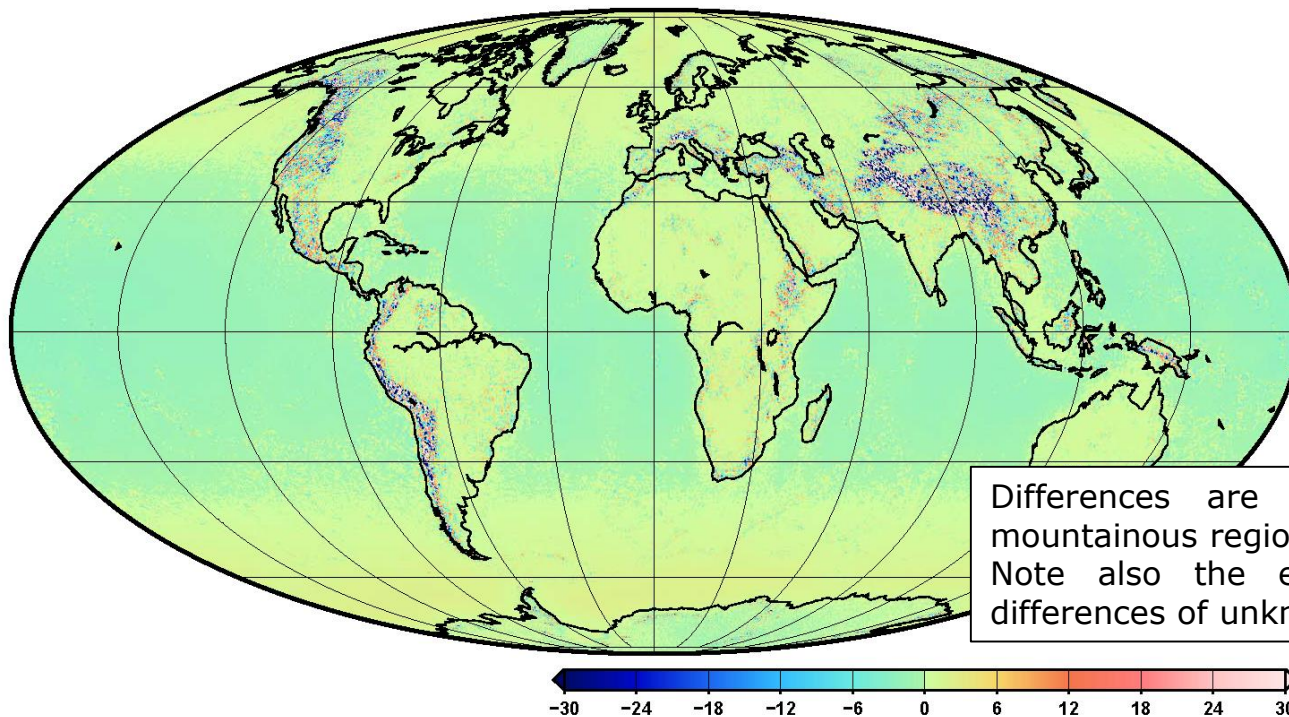 Differences are
mountainous regio
Note also the e
differences of unk
−30 −24 −18 −12 −6 0 6 12 18 24 30